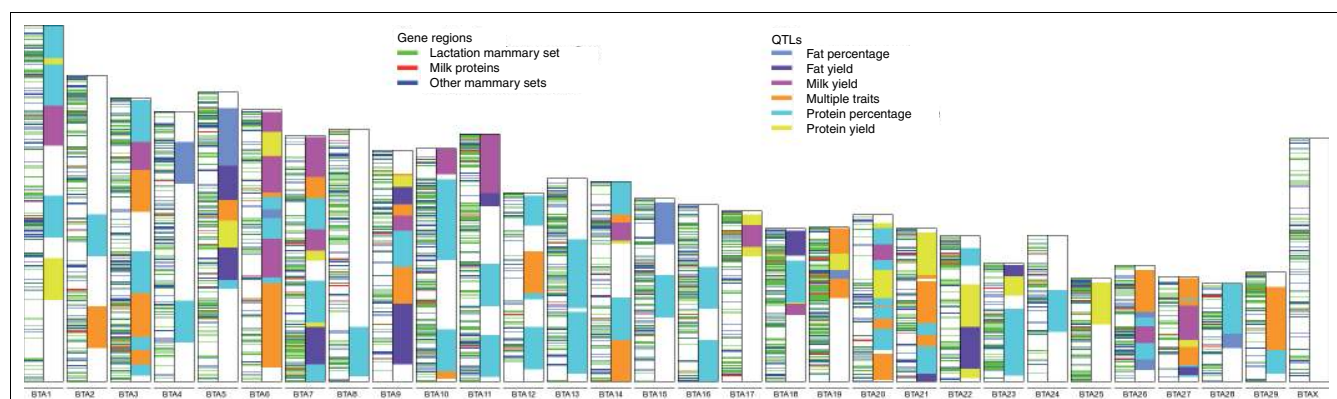 Gene regions
Lactation mammary set
Milk proteins
Other mammary sets
QTLs
Fat percentage
Fat yield
Milk yield
Multiple traits
Protein percentage
Protein yield
BTA1 BTA2 BTA3 BTA4 BTA5 BTA6 BTA7 BTA8 BTA9 BTA10 BTA11 BTA12 BTA13 BTA14 BTA15 BTA16 BTA17 BTA18 BTA19 BTA20 BTA21 BTA22 BTA23 BTA24 BTA25 BTA26 BTA27 BTA28 BTA29 BTAX